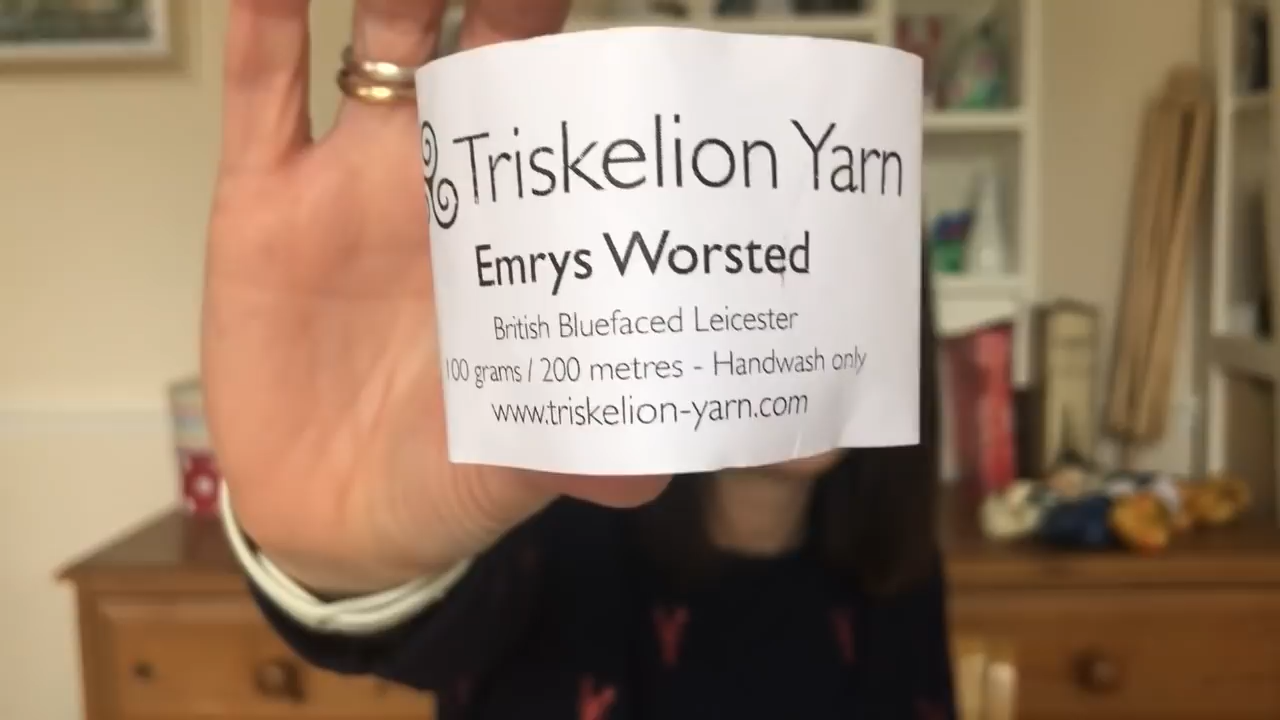 Triskelion Yarn
Emrys Worsted
British Bluefaced Leicester
100 grams / 200 metres - Handwash only
www.triskelion-yarn.com